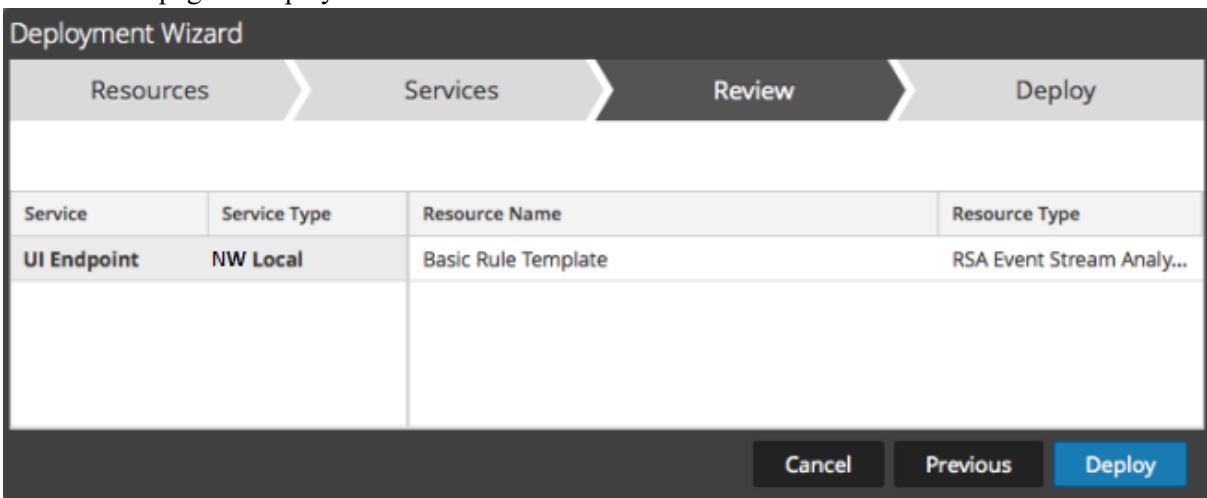 Deployment Wizard
Resources Services Review Deploy
Service Service Type Resource Name Resource Type
UI Endpoint NW Local Basic Rule Template RSA Event Stream Analy...
Cancel Previous Deploy